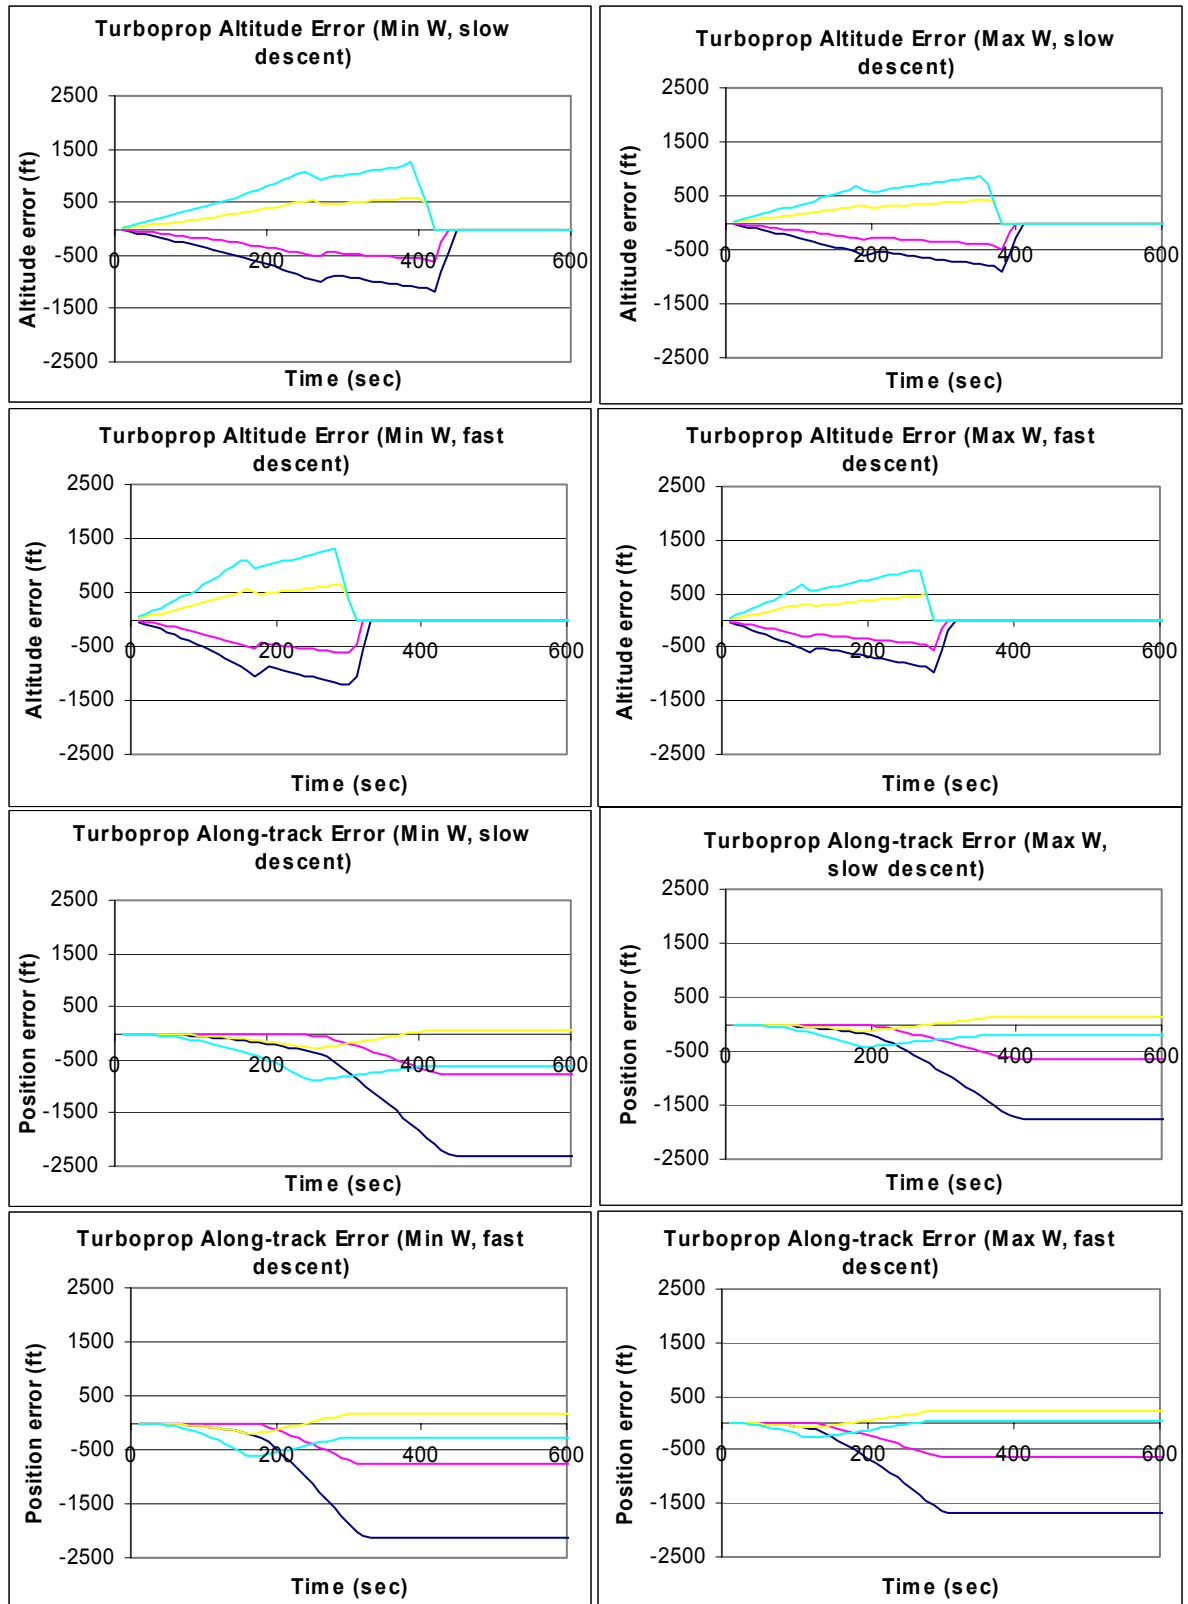 Turboprop Altitude Error (Min W, slow
descent)
2500
1500
500
-500
-1500
-2500
0
200
400
600
Altitude error (ft)
Time (sec)
Turboprop Altitude Error (Max W, slow
descent)
2500
1500
500
-500
-1500
-2500
0
200
400
600
Altitude error (ft)
Time (sec)
Turboprop Altitude Error (Min W, fast
descent)
2500
1500
500
-500
-1500
-2500
0
200
400
600
Altitude error (ft)
Time (sec)
Turboprop Altitude Error (Max W, fast
descent)
2500
1500
500
-500
-1500
-2500
0
200
400
600
Altitude error (ft)
Time (sec)
Turboprop Along-track Error (Min W, slow
descent)
2500
1500
500
-500
-1500
-2500
0
200
400
600
Position error (ft)
Time (sec)
Turboprop Along-track Error (Max W,
slow descent)
2500
1500
500
-500
-1500
-2500
0
200
400
600
Position error (ft)
Time (sec)
Turboprop Along-track Error (Min W, fast
descent)
2500
1500
500
-500
-1500
-2500
0
200
400
600
Position error (ft)
Time (sec)
Turboprop Along-track Error (Max W, fast
descent)
2500
1500
500
-500
-1500
-2500
0
200
400
600
Position error (ft)
Time (sec)